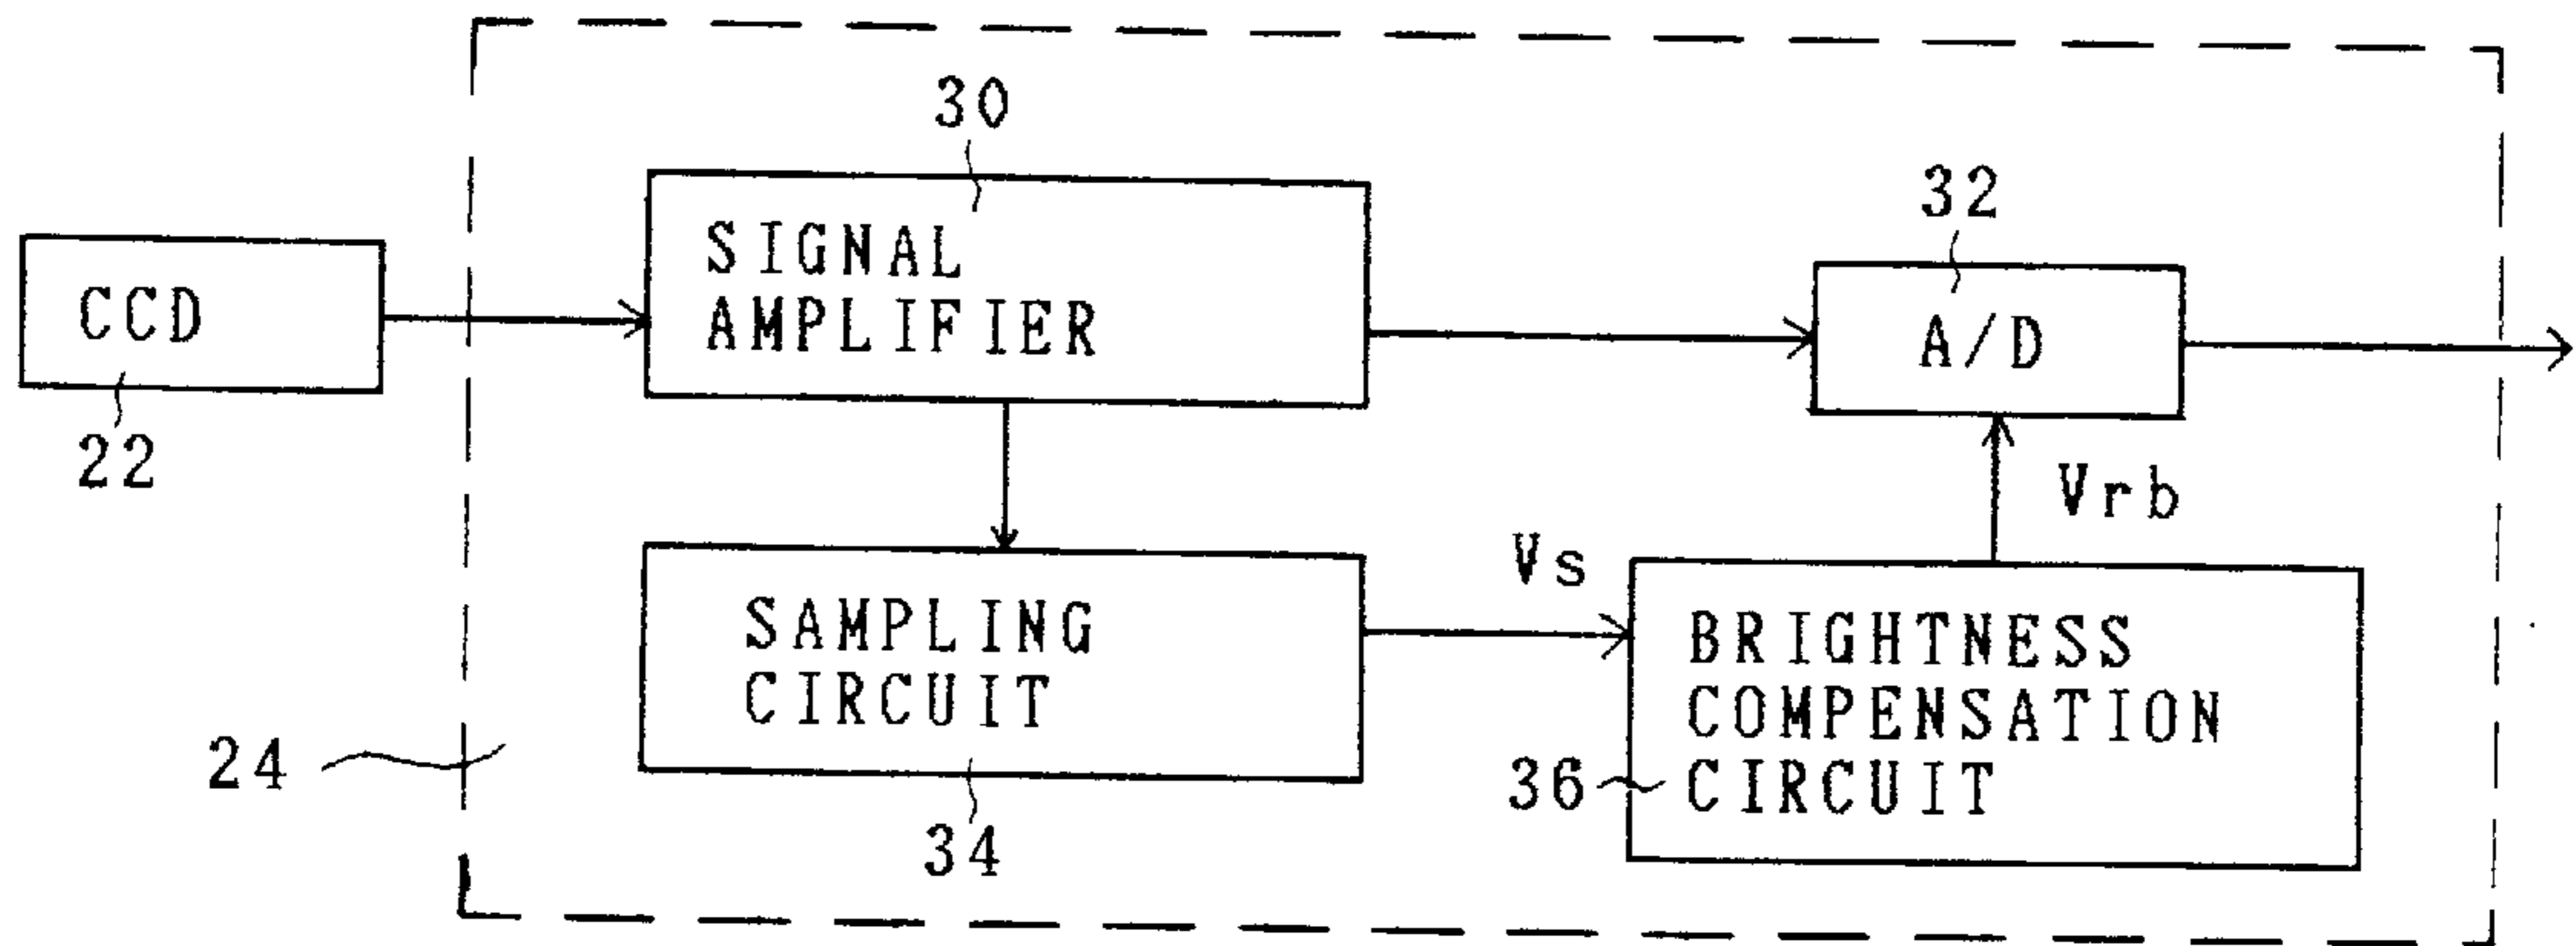 30
SIGNAL
AMPLIFIER
32
A/D
CCD
22
Vrb
Vs
SAMPLING
CIRCUIT
34
BRIGHTNESS
COMPENSATION
CIRCUIT
36
24